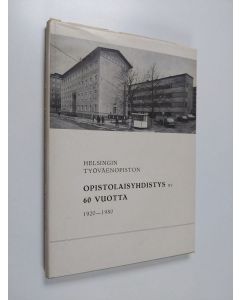 HELSINGIN
TYÖVÄENOPISTON
OPISTOLAISYHDISTYS RY
60 VUOTTA
1920—1980